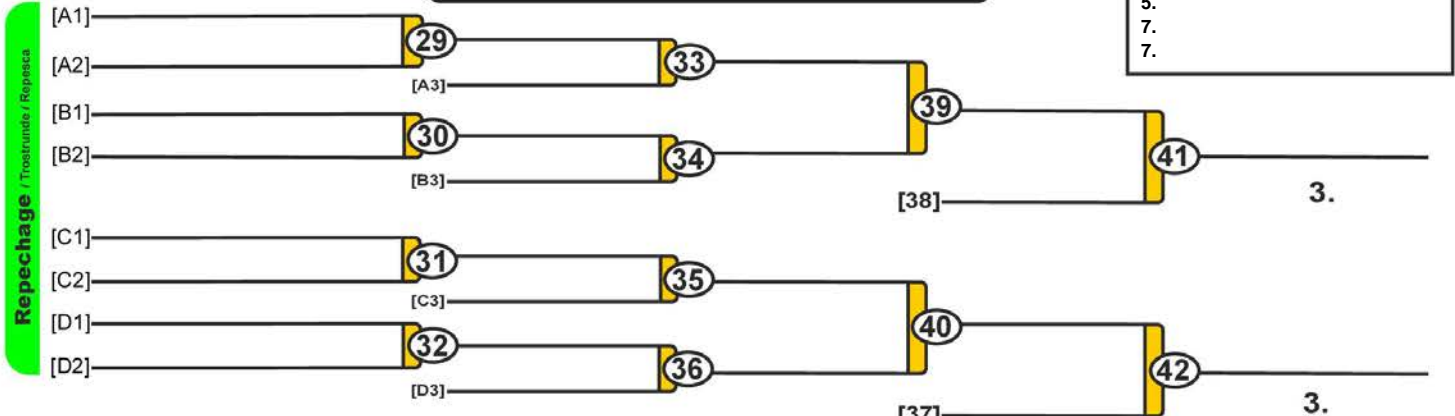 5.
7.
7.
Repechage / Trostrunde / Repesca
[A1]
29
[A2]
33
[A3]
[B1]
39
30
[B2]
34
41
[B3]
[38]
3.
[C1]
31
[C2]
35
[C3]
[D1]
40
32
[D2]
36
42
[D3]
3.
[37]